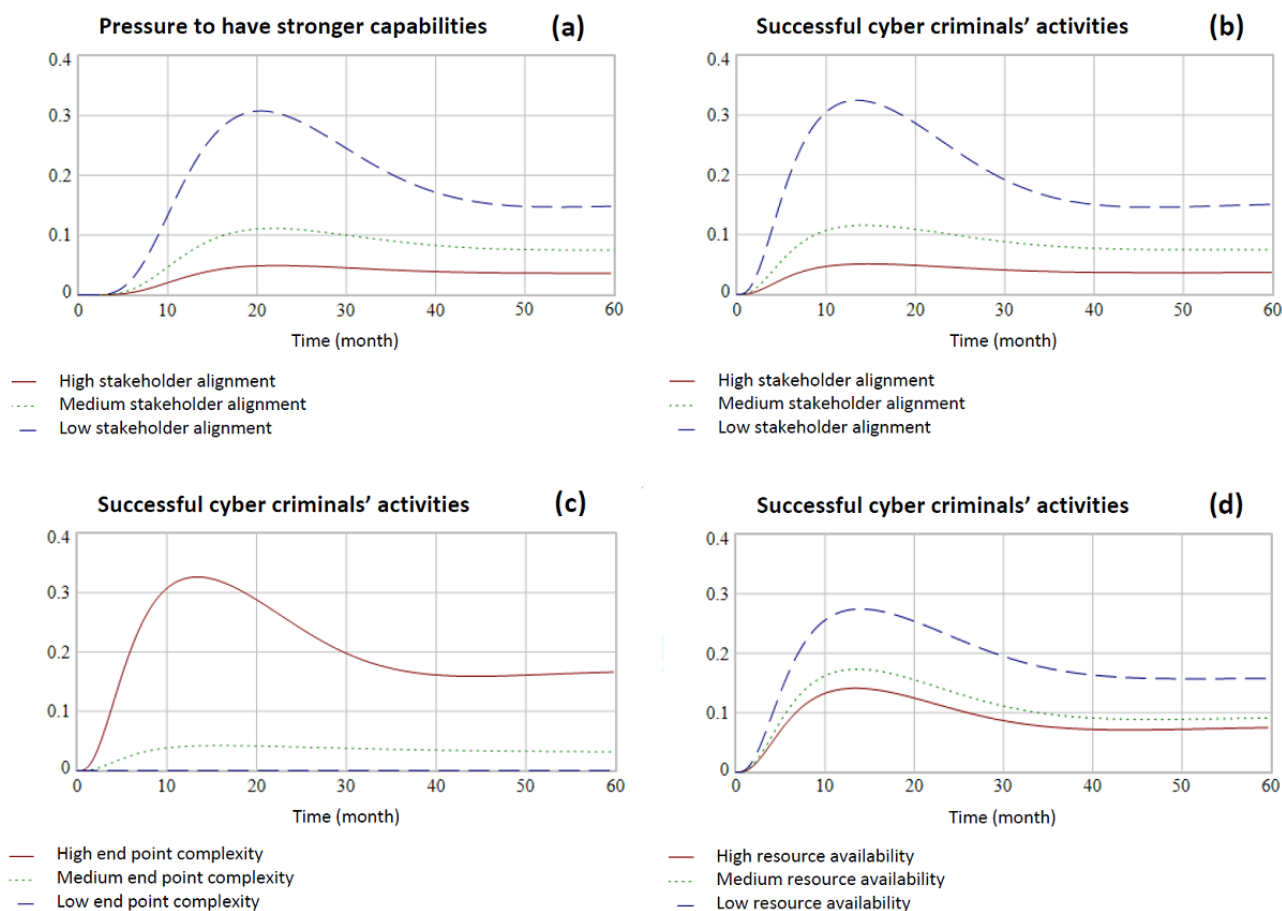 Pressure to have stronger capabilities (a)
0.4
0.3
0.2
0.1
0
0 10 20 30 40 50 60
Time (month)
High stakeholder alignment
Medium stakeholder alignment
Low stakeholder alignment
Successful cyber criminals’ activities (b)
0.4
0.3
0.2
0.1
0
0 10 20 30 40 50 60
Time (month)
High stakeholder alignment
Medium stakeholder alignment
Low stakeholder alignment
Successful cyber criminals’ activities (c)
0.4
0.3
0.2
0.1
0
0 10 20 30 40 50 60
Time (month)
High end point complexity
Medium end point complexity
Low end point complexity
Successful cyber criminals’ activities (d)
0.4
0.3
0.2
0.1
0
0 10 20 30 40 50 60
Time (month)
High resource availability
Medium resource availability
Low resource availability